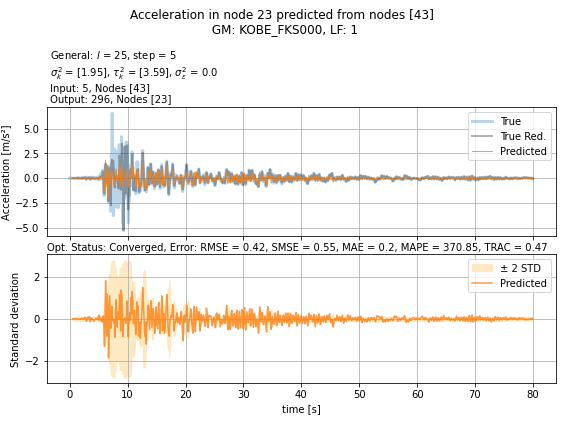 Acceleration in node 23 predicted from nodes [43]
GM: KOBE_FKS000, LF: 1
General: l = 25, step = 5
σ²ₖ = [1.95], τ²ₖ = [3.59], σ²ε = 0.0
Input: 5, Nodes [43]
Output: 296, Nodes [23]
Acceleration [m/s²]
5.0
2.5
0.0
−2.5
−5.0
True
True Red.
Predicted
Opt. Status: Converged, Error: RMSE = 0.42, SMSE = 0.55, MAE = 0.2, MAPE = 370.85, TRAC = 0.47
Standard deviation
2
0
−2
± 2 STD
Predicted
0 10 20 30 40 50 60 70 80
time [s]